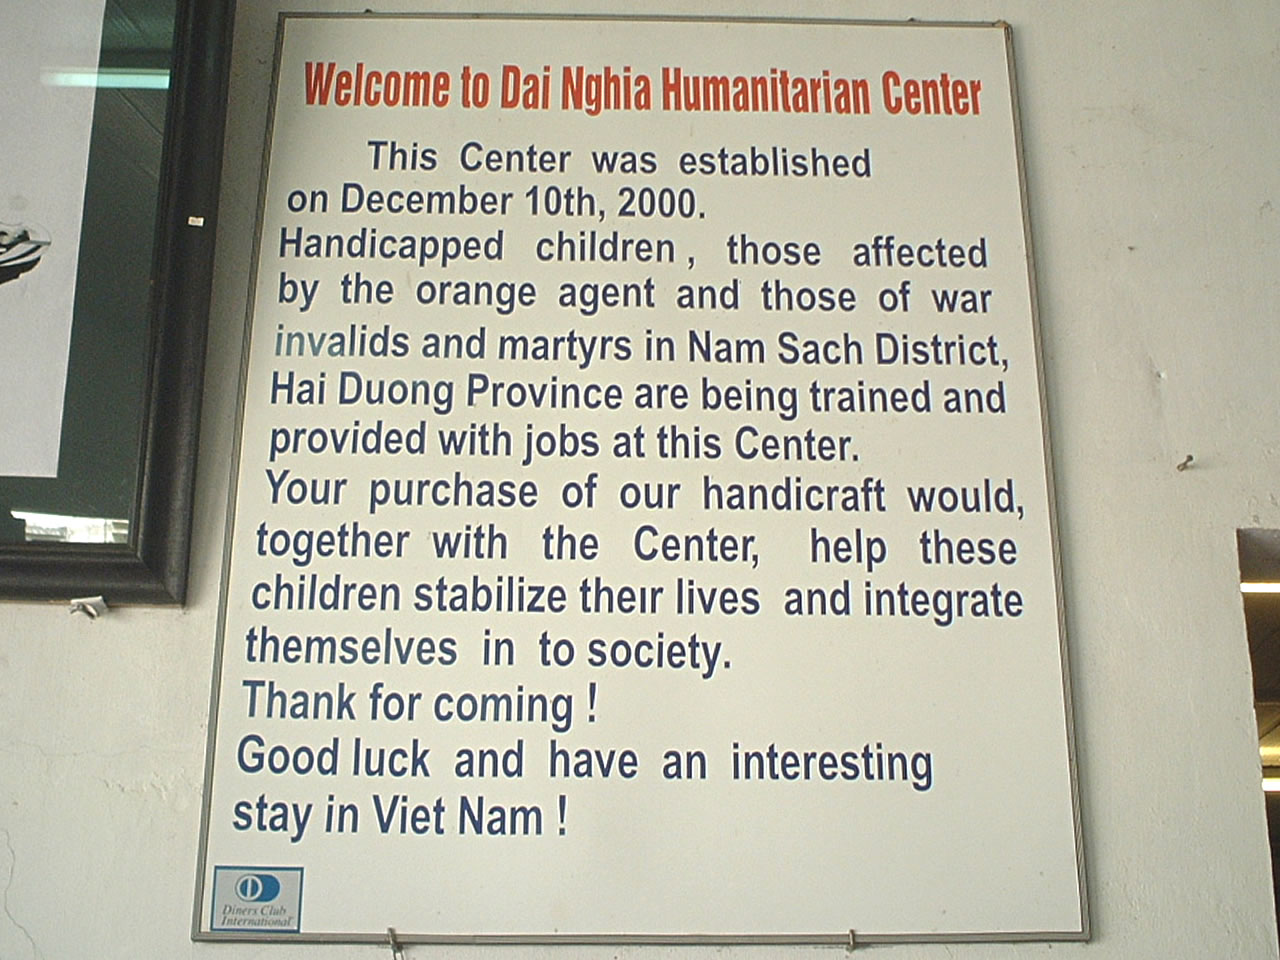 Welcome to Dai Nghia Humanitarian Center
This Center was established
on December 10th, 2000.
Handicapped children , those affected
by the orange agent and those of war
invalids and martyrs in Nam Sach District,
Hai Duong Province are being trained and
provided with jobs at this Center.
Your purchase of our handicraft would,
together with the Center, help these
children stabilize their lives and integrate
themselves in to society.
Thank for coming !
Good luck and have an interesting
stay in Viet Nam !
Diners Club
International